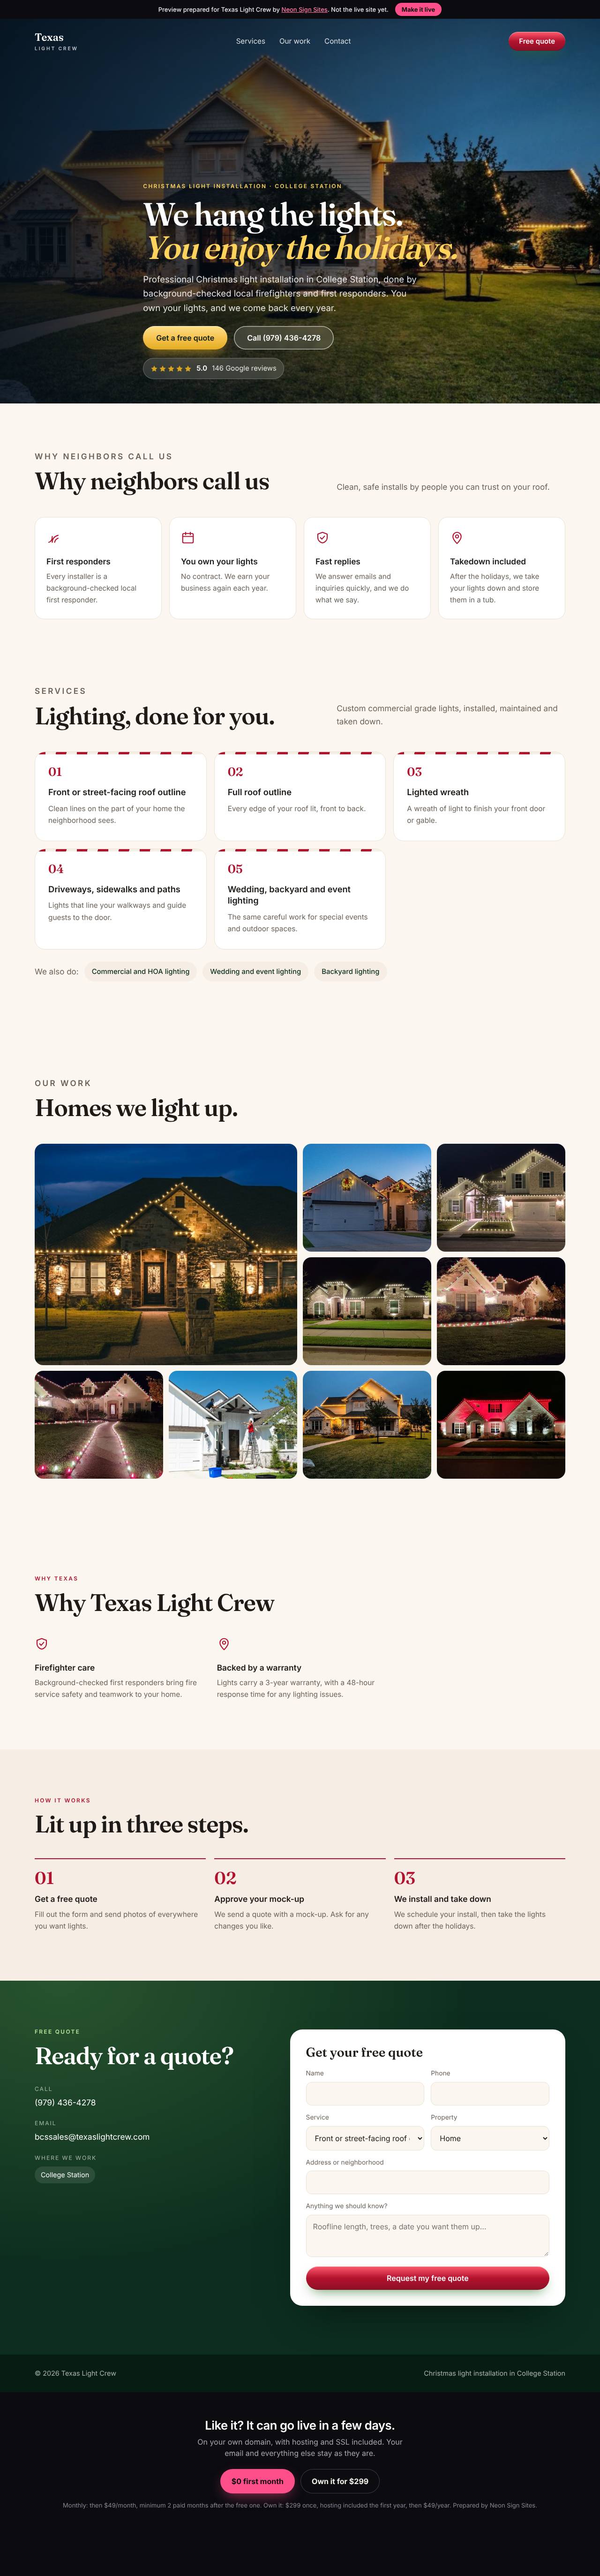 Preview prepared for Texas Light Crew by Neon Sign Sites. Not the live site yet. Make it live
Texas
LIGHT CREW
Services
Our work
Contact
Free quote
CHRISTMAS LIGHT INSTALLATION · COLLEGE STATION
We hang the lights.
You enjoy the holidays.
Professional Christmas light installation in College Station, done by
background-checked local firefighters and first responders. You
own your lights, and we come back every year.
Get a free quote
Call (979) 436-4278
★★★★★ 5.0 146 Google reviews
WHY NEIGHBORS CALL US
Why neighbors call us
Clean, safe installs by people you can trust on your roof.
First responders
Every installer is a
background-checked local
first responder.
You own your lights
No contract. We earn your
business again each year.
Fast replies
We answer emails and
inquiries quickly, and we do
what we say.
Takedown included
After the holidays, we take
your lights down and store
them in a tub.
SERVICES
Lighting, done for you.
Custom commercial grade lights, installed, maintained and
taken down.
01
Front or street-facing roof outline
Clean lines on the part of your home the
neighborhood sees.
02
Full roof outline
Every edge of your roof lit, front to back.
03
Lighted wreath
A wreath of light to finish your front door
or gable.
04
Driveways, sidewalks and paths
Lights that line your walkways and guide
guests to the door.
05
Wedding, backyard and event
lighting
The same careful work for special events
and outdoor spaces.
We also do:
Commercial and HOA lighting
Wedding and event lighting
Backyard lighting
OUR WORK
Homes we light up.
WHY TEXAS
Why Texas Light Crew
Firefighter care
Background-checked first responders bring fire
service safety and teamwork to your home.
Backed by a warranty
Lights carry a 3-year warranty, with a 48-hour
response time for any lighting issues.
HOW IT WORKS
Lit up in three steps.
01
Get a free quote
Fill out the form and send photos of everywhere
you want lights.
02
Approve your mock-up
We send a quote with a mock-up. Ask for any
changes you like.
03
We install and take down
We schedule your install, then take the lights
down after the holidays.
FREE QUOTE
Ready for a quote?
CALL
(979) 436-4278
EMAIL
bcssales@texaslightcrew.com
WHERE WE WORK
College Station
Get your free quote
Name
Phone
Service
Property
Front or street-facing roof
Home
Address or neighborhood
Anything we should know?
Roofline length, trees, a date you want them up...
Request my free quote
© 2026 Texas Light Crew
Christmas light installation in College Station
Like it? It can go live in a few days.
On your own domain, with hosting and SSL included. Your
email and everything else stay as they are.
$0 first month
Own it for $299
Monthly: then $49/month, minimum 2 paid months after the free one. Own it: $299 once, hosting included the first year, then $49/year. Prepared by Neon Sign Sites.